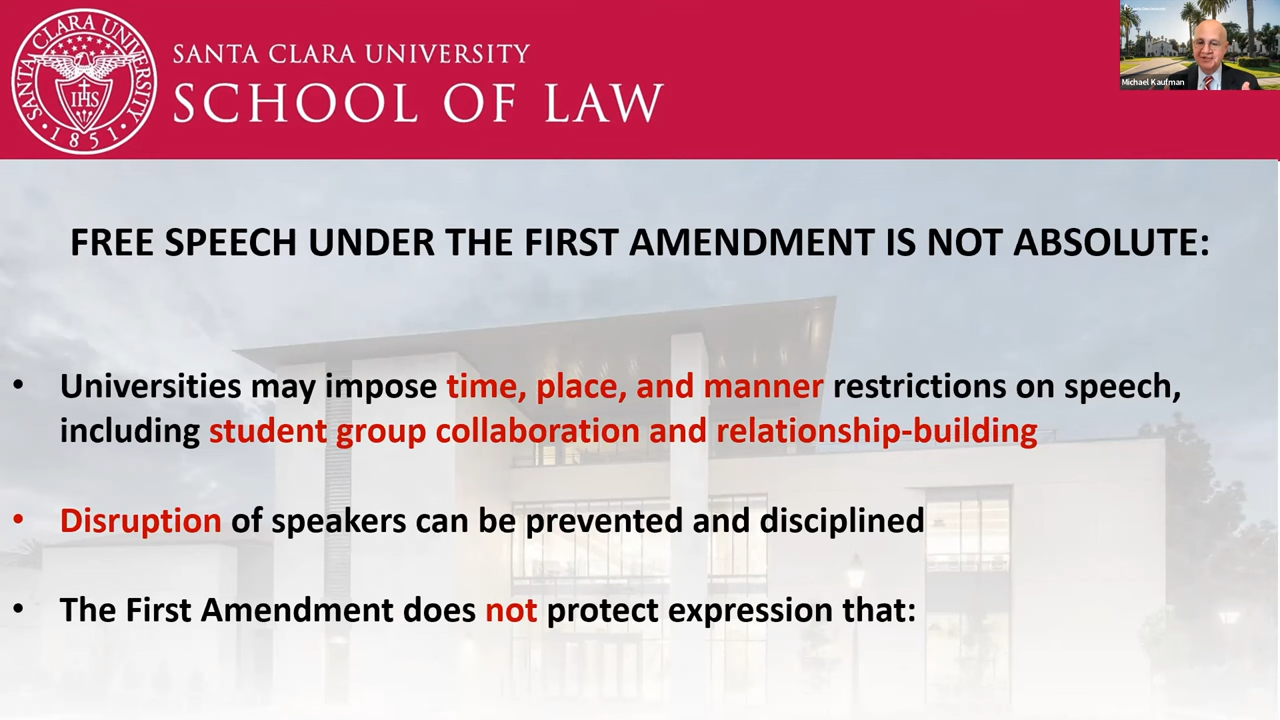 SANTA CLARA UNIVERSITY
SCHOOL OF LAW
SANTA CLARA UNIVERSITY
IHS
• 1851 •
Michael Kaufman
FREE SPEECH UNDER THE FIRST AMENDMENT IS NOT ABSOLUTE:
• Universities may impose time, place, and manner restrictions on speech,
including student group collaboration and relationship-building
• Disruption of speakers can be prevented and disciplined
• The First Amendment does not protect expression that: